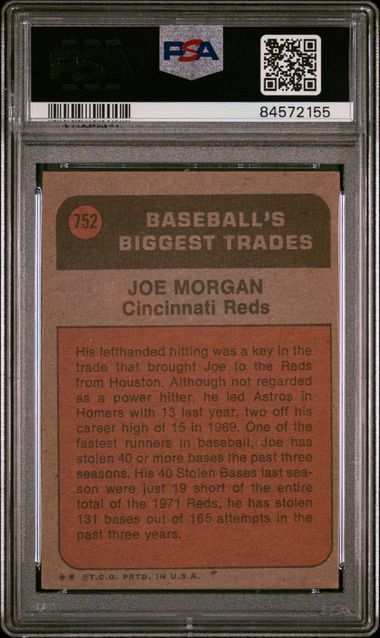 PSA
84572155
752
BASEBALL'S
BIGGEST TRADES
JOE MORGAN
Cincinnati Reds
His lefthanded hitting was a key in the
trade that brought Joe to the Reds
from Houston. Although not regarded
as a power hitter, he led Astros in
Homers with 13 last year, two off his
career high of 15 in 1969. One of the
fastest runners in baseball, Joe has
stolen 40 or more bases the past three
seasons. His 40 Stolen Bases last sea-
son were just 19 short of the entire
total of the 1971 Reds, he has stolen
131 bases out of 165 attempts in the
past three years.
** ©T.C.G. PRTD. IN U.S.A.